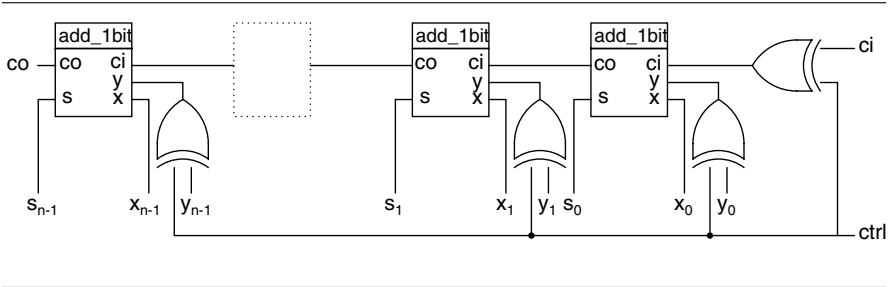 add_1bit
add_1bit
add_1bit
co
co
ci
y
s
x
co
ci
y
s
x
co
ci
y
s
x
ci
s_{n-1}
x_{n-1}
y_{n-1}
s_1
x_1
y_1
s_0
x_0
y_0
ctrl